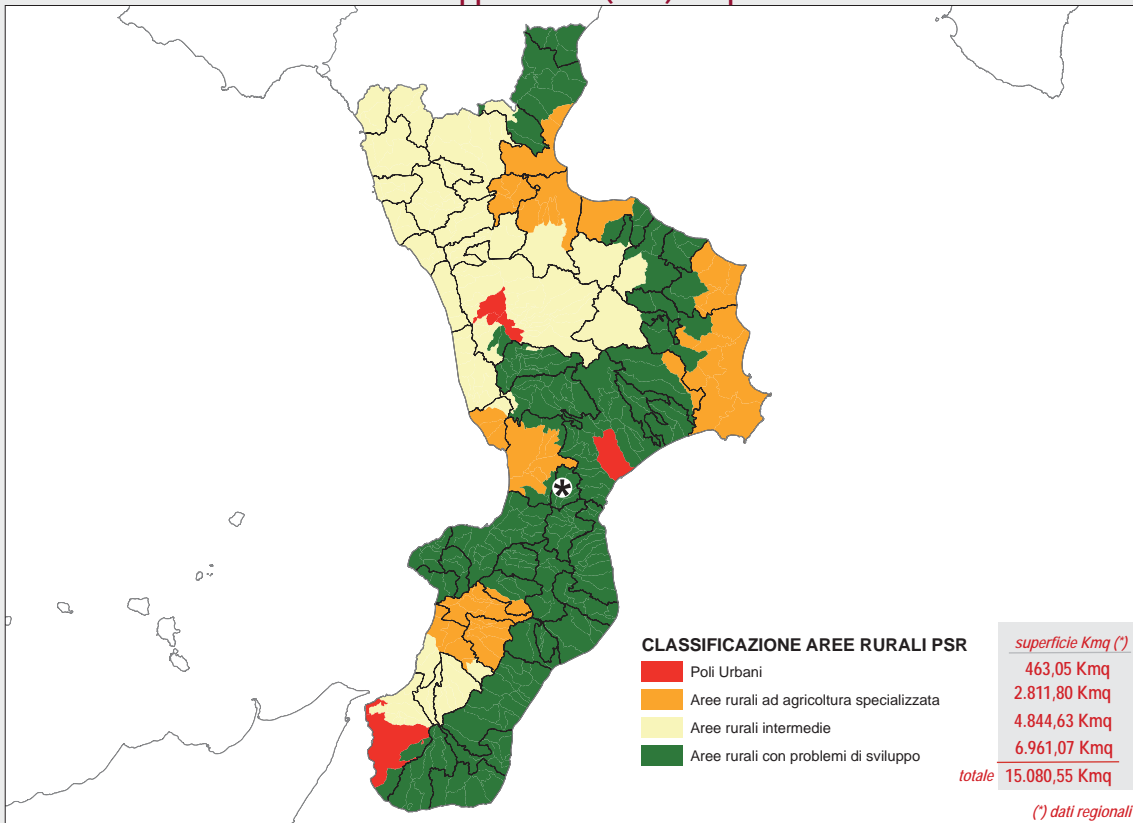 CLASSIFICAZIONE AREE RURALI PSR
superficie Kmq (*)
Poli Urbani
463,05 Kmq
Aree rurali ad agricoltura specializzata
2.811,80 Kmq
Aree rurali intermedie
4.844,63 Kmq
Aree rurali con problemi di sviluppo
6.961,07 Kmq
totale 15.080,55 Kmq
(*) dati regionali